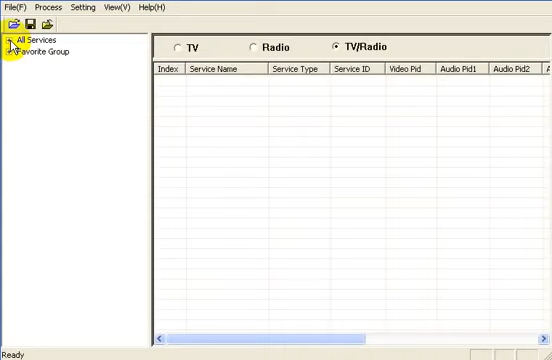 File(F) Process Setting View(V) Help(H)
All Services
Favorite Group
TV Radio TV/Radio
Index Service Name Service Type Service ID Video Pid Audio Pid1 Audio Pid2 A
Ready